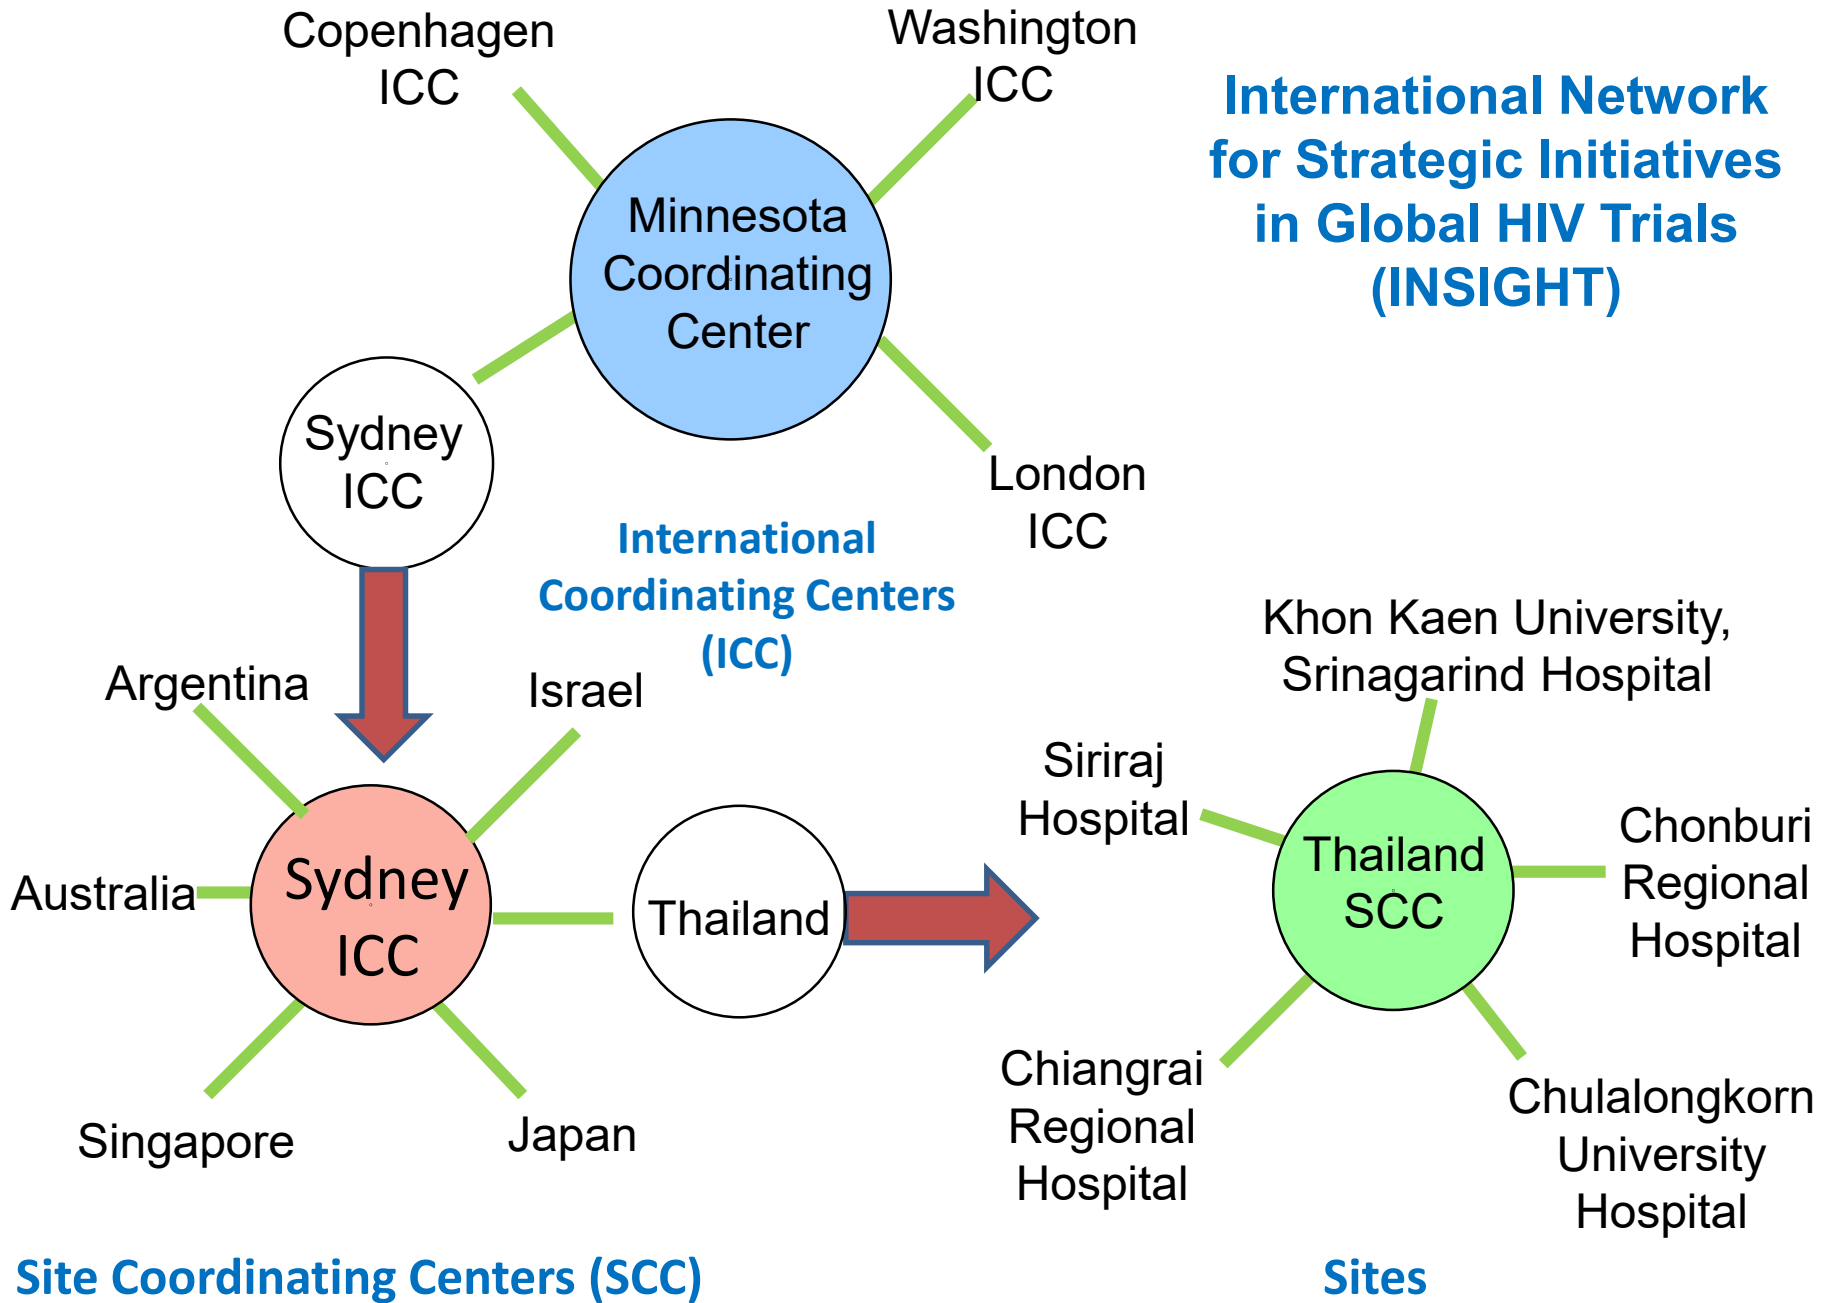 Copenhagen
ICC
Washington
ICC
International Network
for Strategic Initiatives
in Global HIV Trials
(INSIGHT)
Minnesota
Coordinating
Center
Sydney
ICC
London
ICC
International
Coordinating Centers
(ICC)
Argentina
Israel
Australia
Sydney
ICC
Thailand
Singapore
Japan
Khon Kaen University,
Srinagarind Hospital
Siriraj
Hospital
Thailand
SCC
Chonburi
Regional
Hospital
Chiangrai
Regional
Hospital
Chulalongkorn
University
Hospital
Site Coordinating Centers (SCC)
Sites